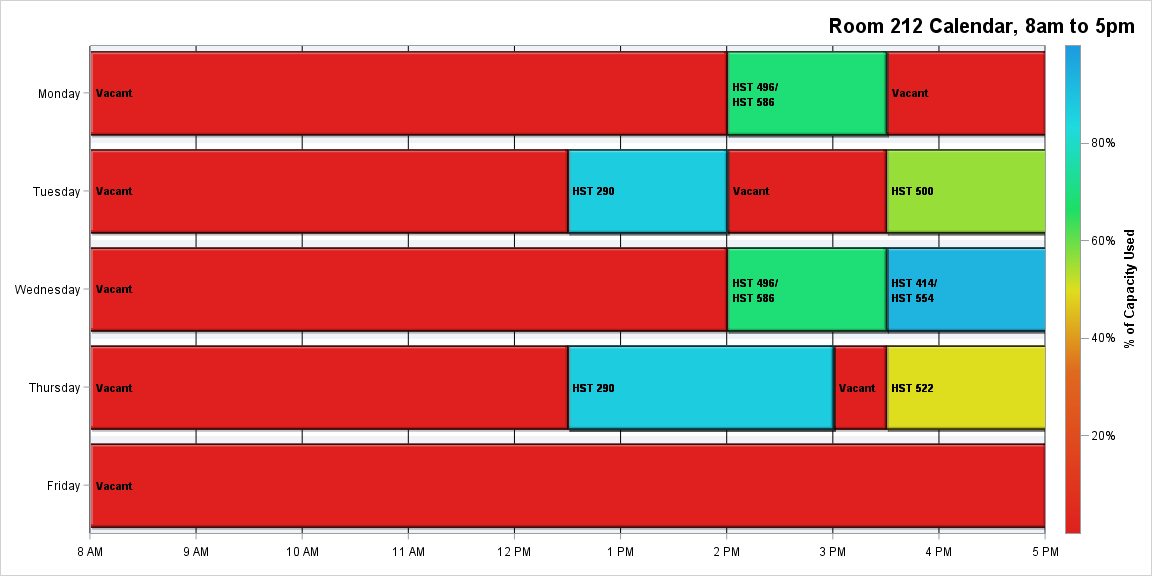 Room 212 Calendar, 8am to 5pm
Monday
Vacant
HST 496/
HST 586
Vacant
Tuesday
Vacant
HST 290
Vacant
HST 500
Wednesday
Vacant
HST 496/
HST 586
HST 414/
HST 554
Thursday
Vacant
HST 290
Vacant
HST 522
Friday
Vacant
8 AM
9 AM
10 AM
11 AM
12 PM
1 PM
2 PM
3 PM
4 PM
5 PM
80%
60%
40%
20%
% of Capacity Used